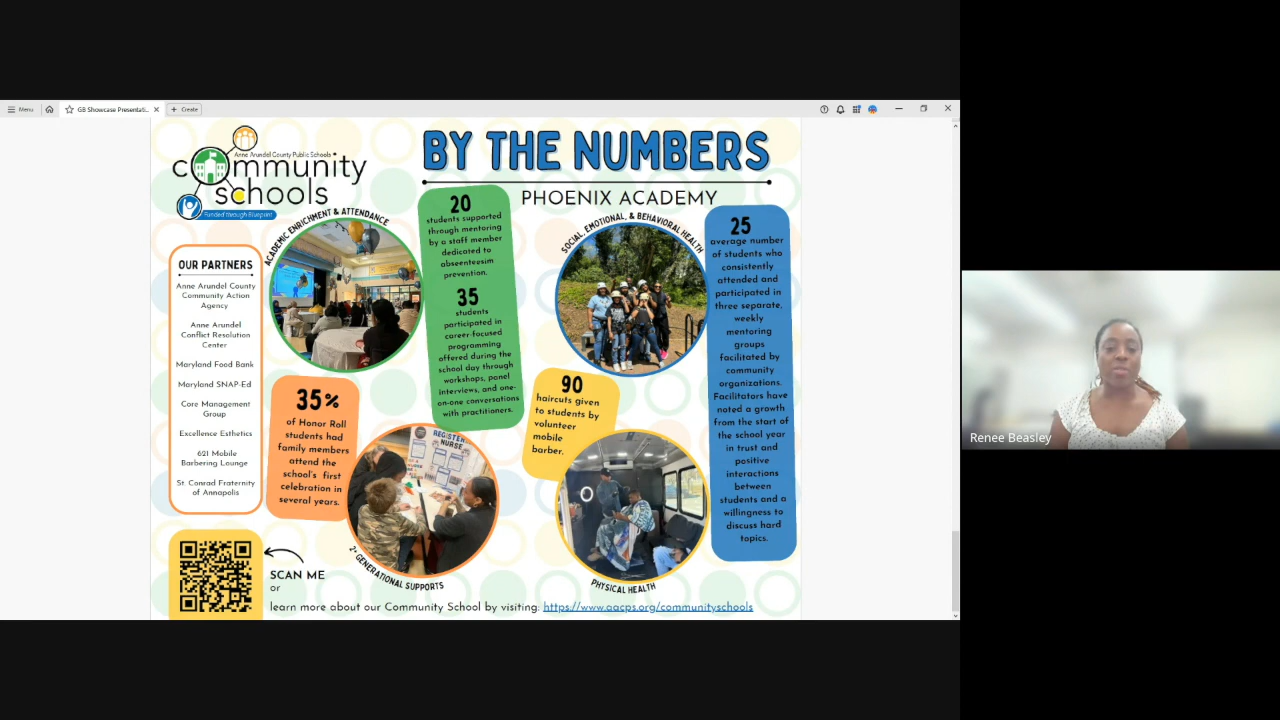 Menu
GB Showcase Presentati...
Create
Anne Arundel County Public Schools
community
schools
Funded through Blueprint
BY THE NUMBERS
PHOENIX ACADEMY
OUR PARTNERS
Anne Arundel County
Community Action
Agency
Anne Arundel
Conflict Resolution
Center
Maryland Food Bank
Maryland SNAP-Ed
Core Management
Group
Excellence Esthetics
621 Mobile
Barbering Lounge
St. Conrad Fraternity
of Annapolis
ACADEMIC ENRICHMENT & ATTENDANCE
20
students supported
through mentoring
by a staff member
dedicated to
abseenteesim
prevention.
35
students
participated in
career-focused
programming
offered during the
school day through
workshops, panel
interviews, and one-
on-one conversations
with practitioners.
SOCIAL, EMOTIONAL, & BEHAVIORAL HEALTH
25
average number
of students who
consistently
attended and
participated in
three separate,
weekly
mentoring
groups
facilitated by
community
organizations.
Facilitators have
noted a growth
from the start of
the school year
in trust and
positive
interactions
between
students and a
willingness to
discuss hard
topics.
35%
of Honor Roll
students had
family members
attend the
school's first
celebration in
several years.
REGISTER
NURSE
2+ GENERATIONAL SUPPORTS
90
haircuts given
to students by
volunteer
mobile
barber.
PHYSICAL HEALTH
SCAN ME
or
learn more about our Community School by visiting: https://www.aacps.org/communityschools
Renee Beasley